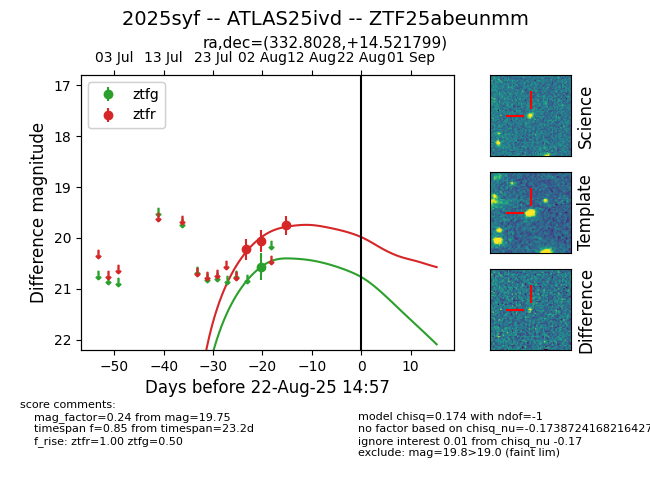 2025syf -- ATLAS25ivd -- ZTF25abeunmm
ra,dec=(332.8028,+14.521799)
03 Jul 13 Jul 23 Jul 02 Aug 12 Aug 22 Aug 01 Sep
17
18
19
20
21
22
Difference magnitude
ztfg
ztfr
−50 −40 −30 −20 −10 0 10
Days before 22-Aug-25 14:57
Science
Template
Difference
score comments:
mag_factor=0.24 from mag=19.75
timespan f=0.85 from timespan=23.2d
f_rise: ztfr=1.00 ztfg=0.50
model chisq=0.174 with ndof=-1
no factor based on chisq_nu=-0.1738724168216427
ignore interest 0.01 from chisq_nu -0.17
exclude: mag=19.8>19.0 (faint lim)